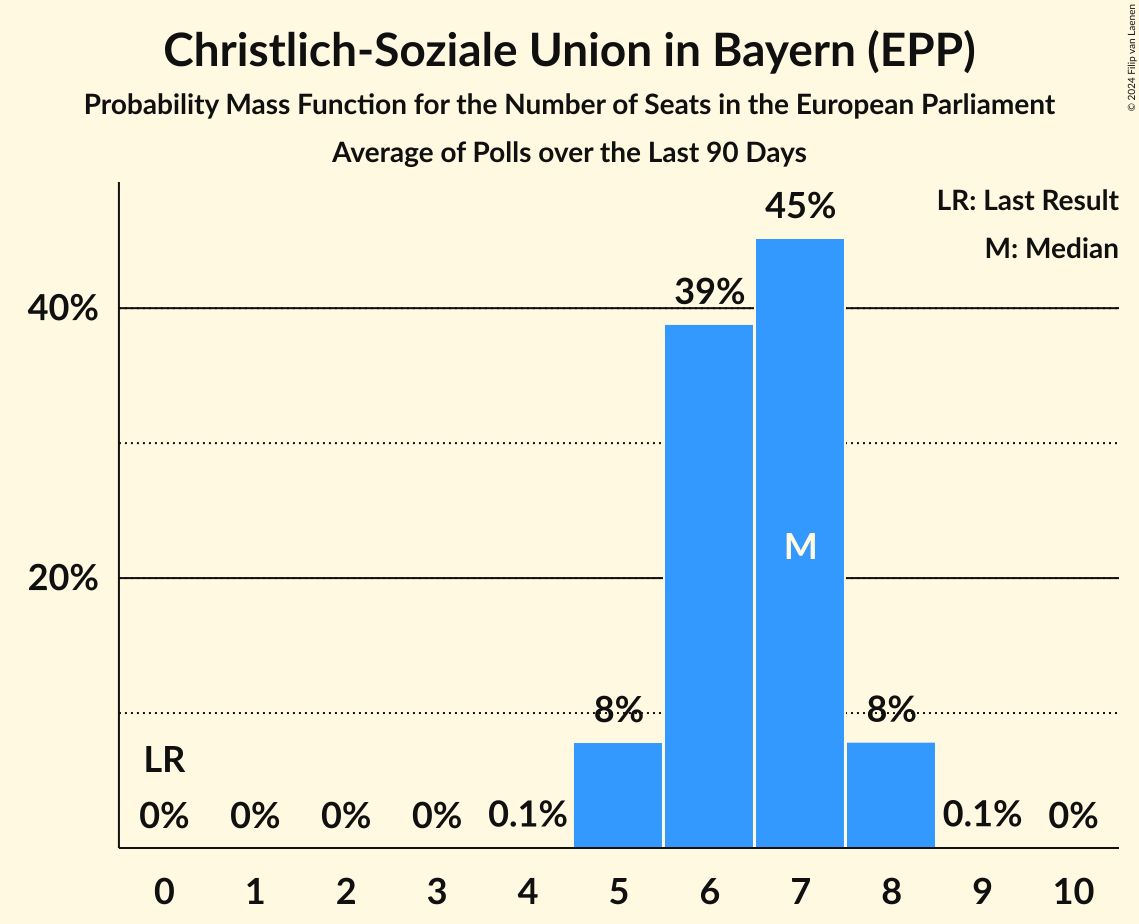 Christlich-Soziale Union in Bayern (EPP)
Probability Mass Function for the Number of Seats in the European Parliament
Average of Polls over the Last 90 Days
© 2024 Filip van Laenen
LR: Last Result
M: Median
45%
39%
40%
M
20%
8%
8%
LR
0%
0%
0%
0%
0.1%
0.1%
0%
0 1 2 3 4 5 6 7 8 9 10